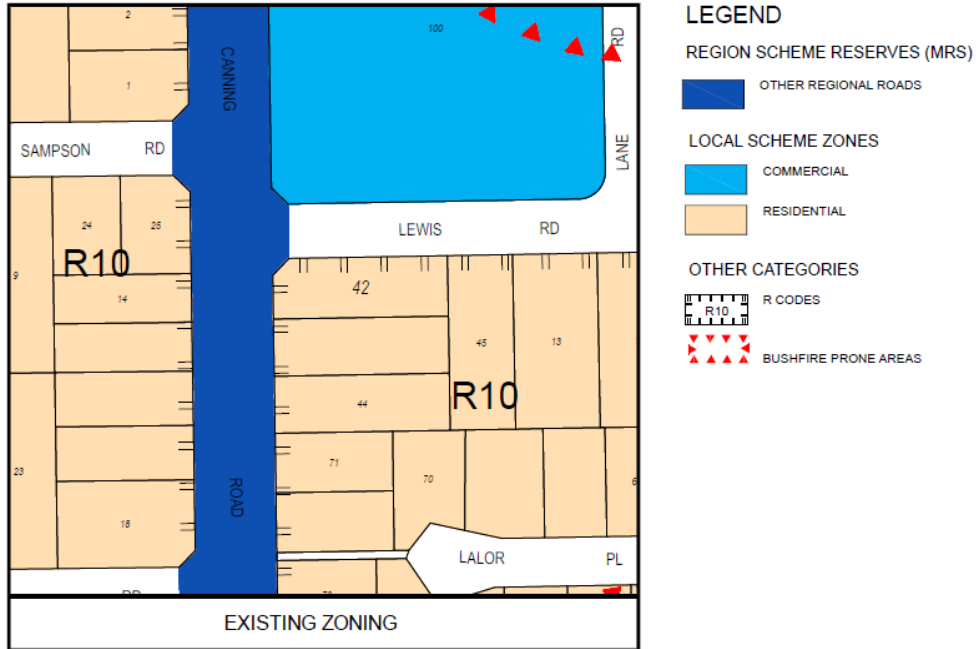 2
100
CANNING
RD
1
SAMPSON RD
LANE
24
25
LEWIS RD
R10
9
14
42
45
13
R10
44
71
70
23
ROAD
6
18
LALOR PL
EXISTING ZONING
LEGEND
REGION SCHEME RESERVES (MRS)
OTHER REGIONAL ROADS
LOCAL SCHEME ZONES
COMMERCIAL
RESIDENTIAL
OTHER CATEGORIES
R CODES
R10
BUSHFIRE PRONE AREAS